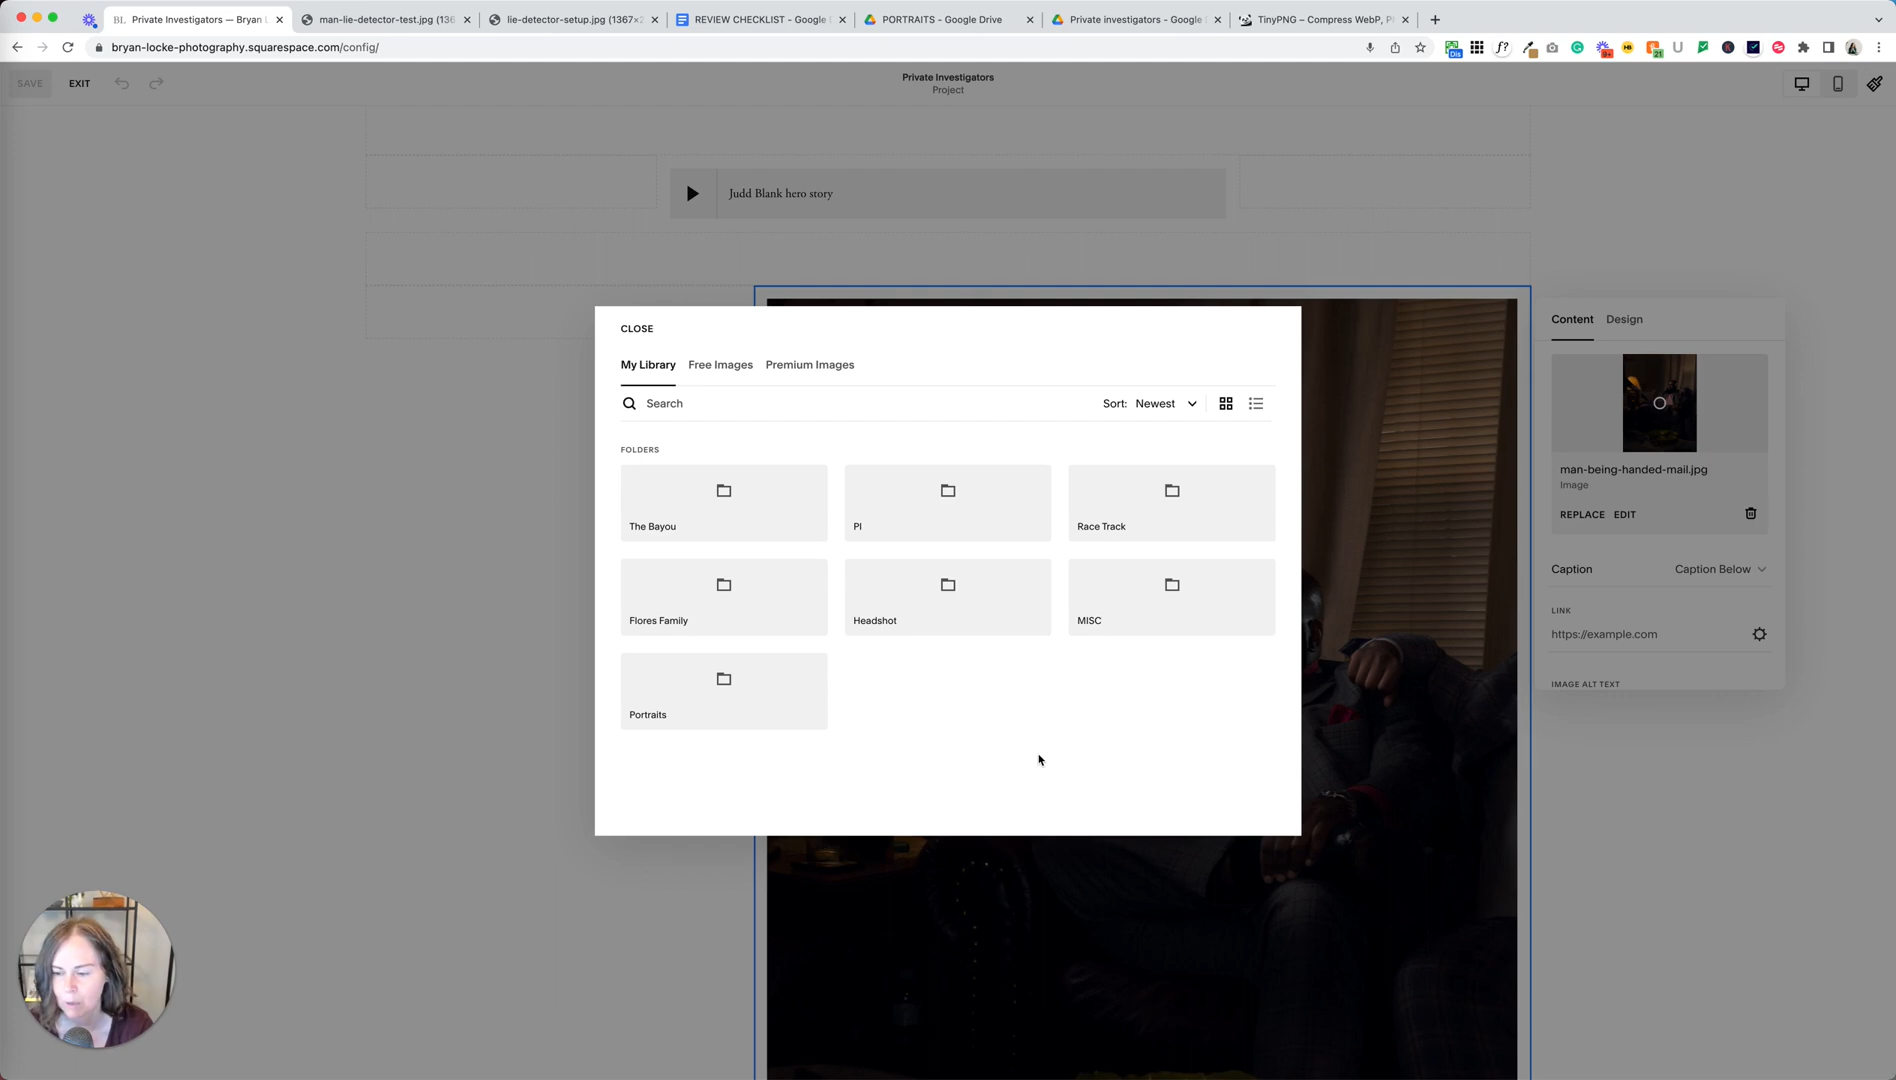 Private Investigators — Bryan L
man-lie-detector-test.jpg (136
lie-detector-setup.jpg (1367×2
REVIEW CHECKLIST - Google
PORTRAITS - Google Drive
Private investigators - Google
TinyPNG – Compress WebP, P
bryan-locke-photography.squarespace.com/config/
SAVE
EXIT
Private Investigators
Project
Judd Blank hero story
CLOSE
My Library
Free Images
Premium Images
Search
Sort: Newest
FOLDERS
The Bayou
PI
Race Track
Flores Family
Headshot
MISC
Portraits
Content
Design
man-being-handed-mail.jpg
Image
REPLACE EDIT
Caption
Caption Below
LINK
https://example.com
IMAGE ALT TEXT